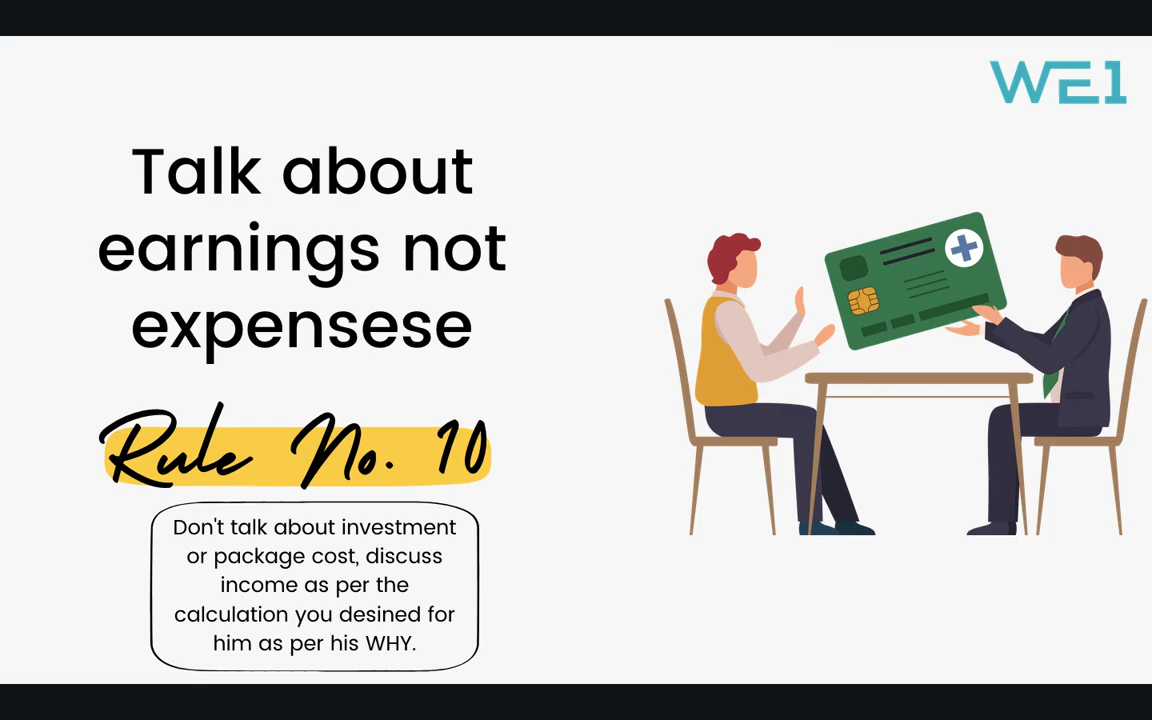 WE1
Talk about
earnings not
expensese
Rule No. 10
Don't talk about investment
or package cost, discuss
income as per the
calculation you desined for
him as per his WHY.